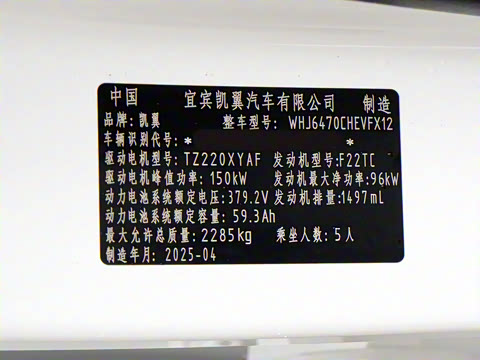 中国 宜宾凯翼汽车有限公司 制造
品牌: 凯翼 整车型号: WHJ6470CHEVFX12
车辆识别代号: * *
驱动电机型号: TZ220XYAF 发动机型号: F22TC
驱动电机峰值功率: 150kW 发动机最大净功率: 96kW
动力电池系统额定电压: 379.2V 发动机排量: 1497mL
动力电池系统额定容量: 59.3Ah
最大允许总质量: 2285kg 乘坐人数: 5人
制造年月: 2025-04